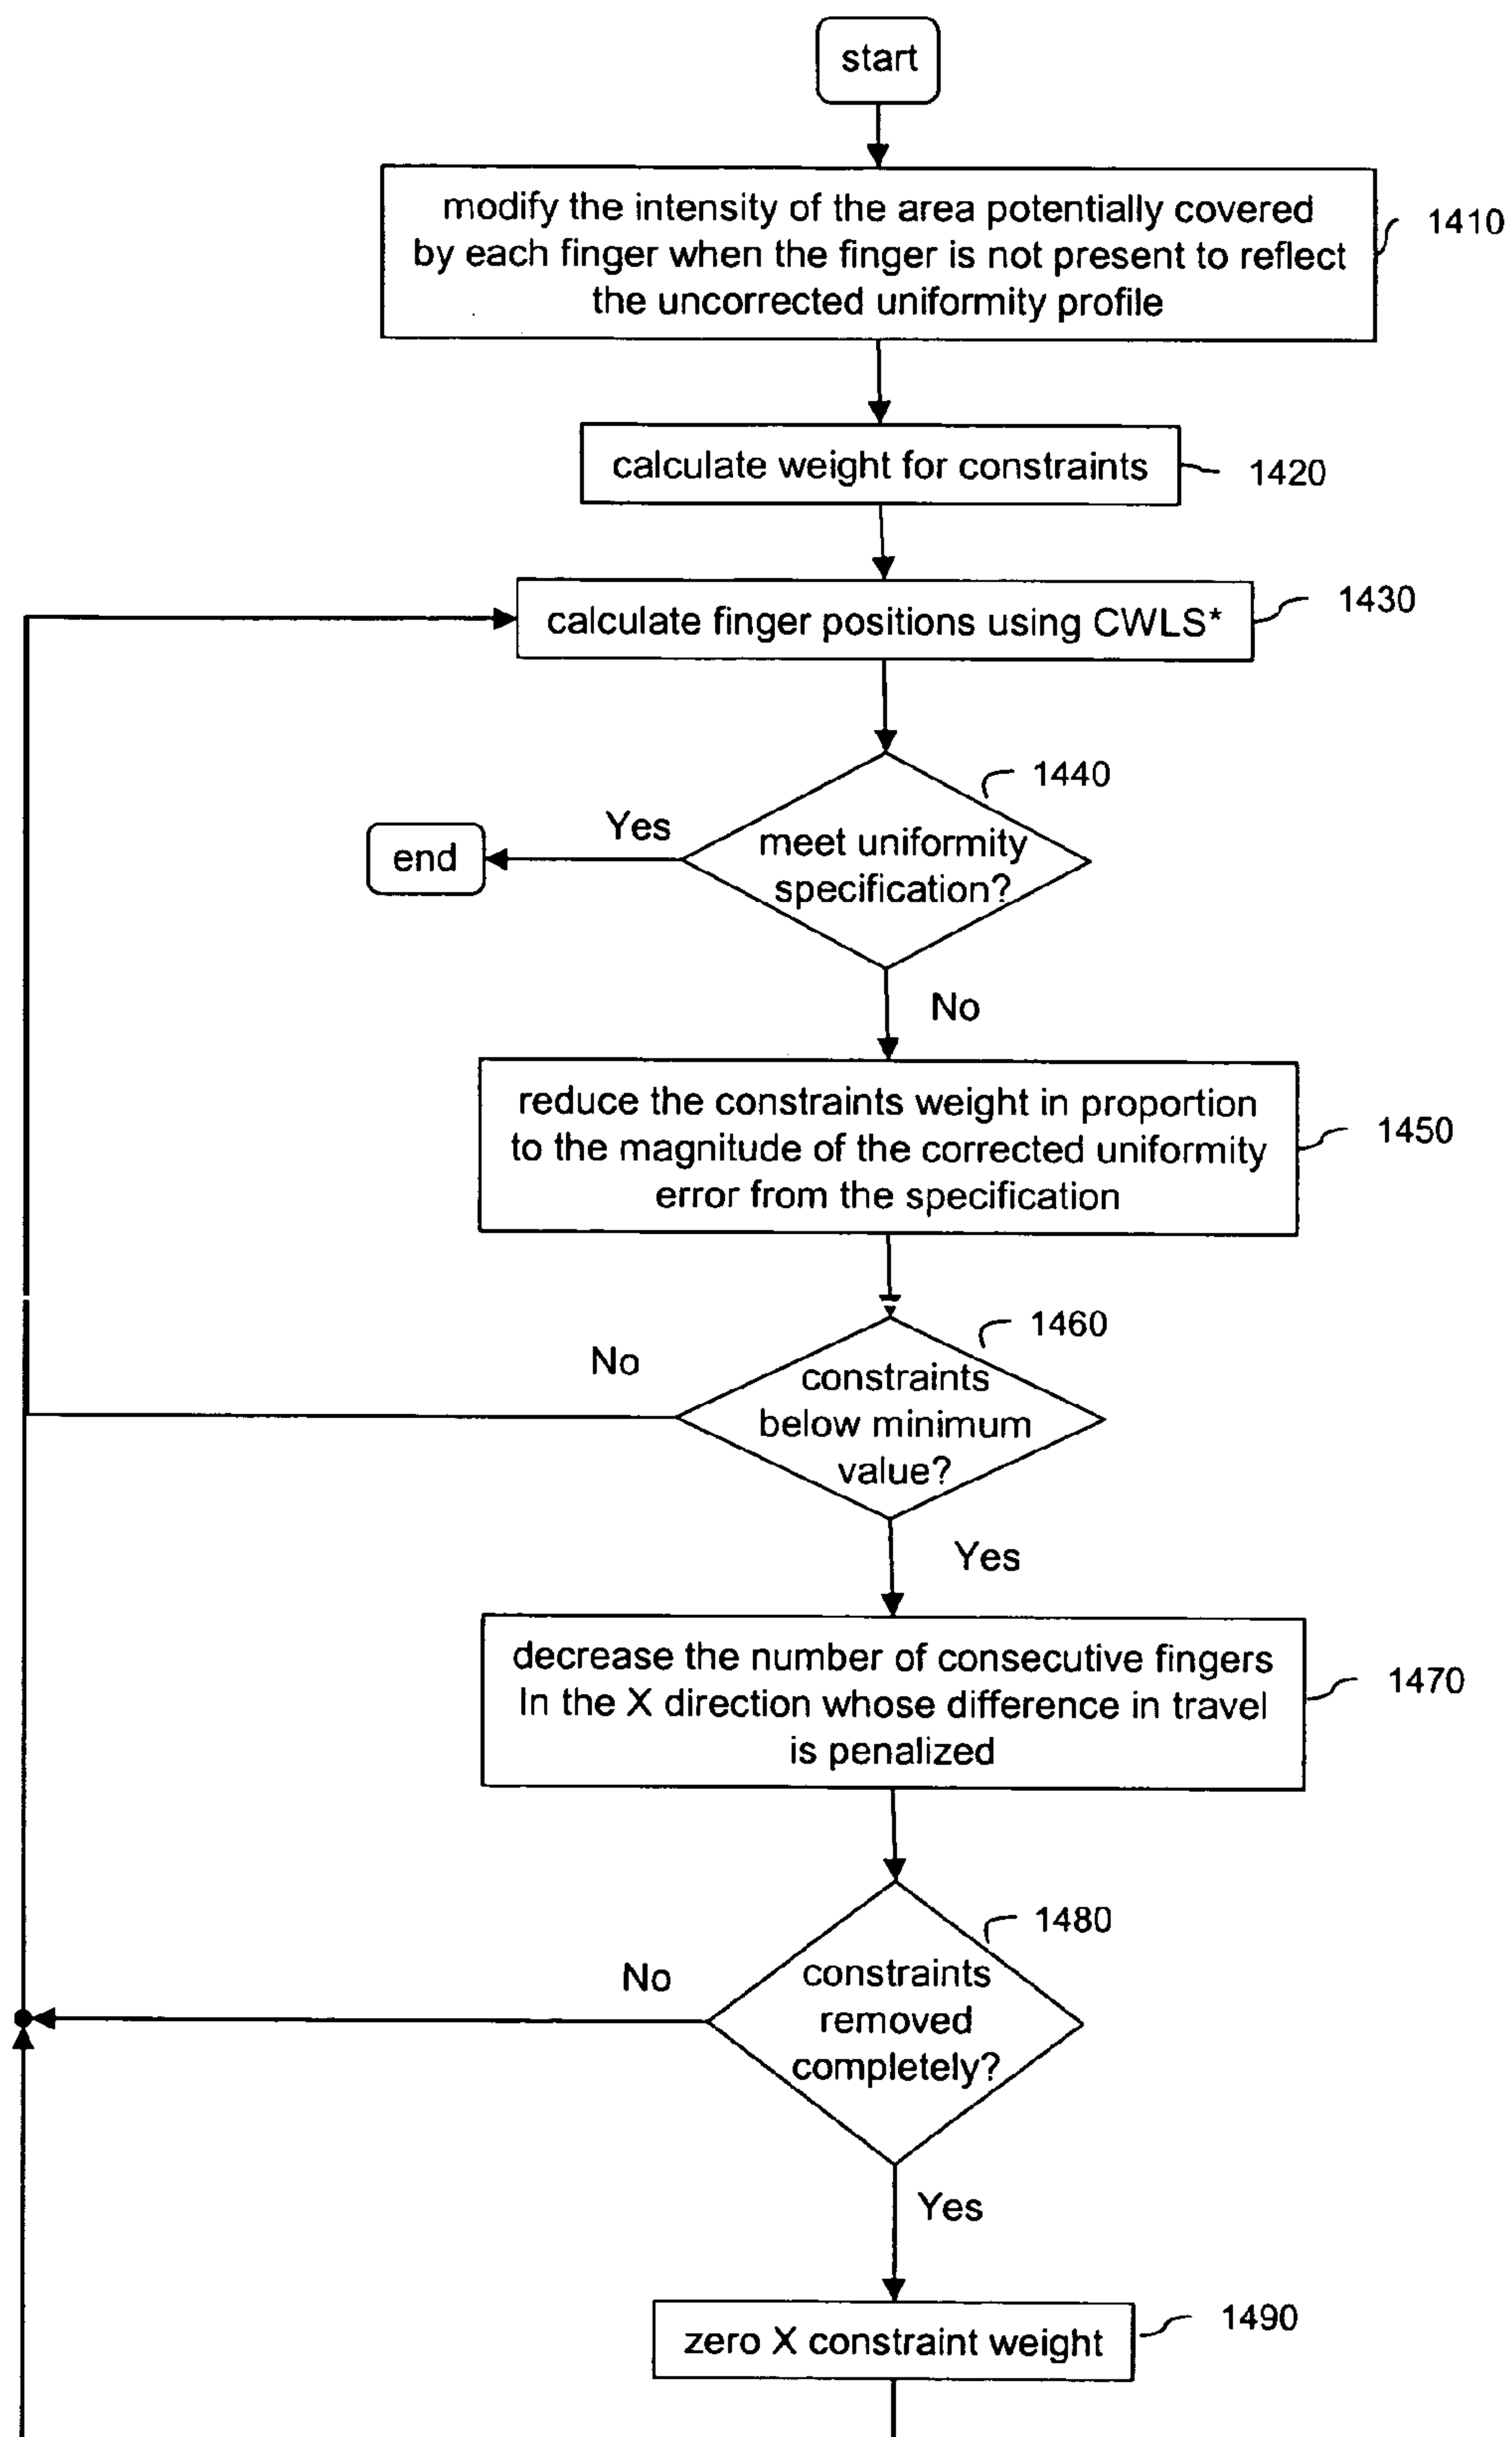 start
modify the intensity of the area potentially covered
by each finger when the finger is not present to reflect
the uncorrected uniformity profile
1410
calculate weight for constraints
1420
calculate finger positions using CWLS*
1430
1440
Yes
meet uniformity
specification?
end
No
reduce the constraints weight in proportion
to the magnitude of the corrected uniformity
error from the specification
1450
1460
No
constraints
below minimum
value?
Yes
decrease the number of consecutive fingers
In the X direction whose difference in travel
is penalized
1470
1480
No
constraints
removed
completely?
Yes
zero X constraint weight
1490